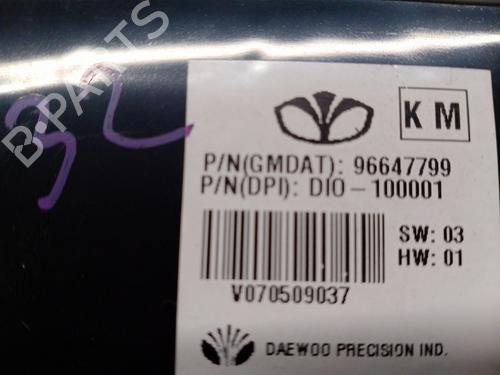 B-PARTS
32
KM
P/N(GMDAT): 96647799
P/N(DPI): DIO-100001
SW: 03
HW: 01
V070509037
DAEWOO PRECISION IND.